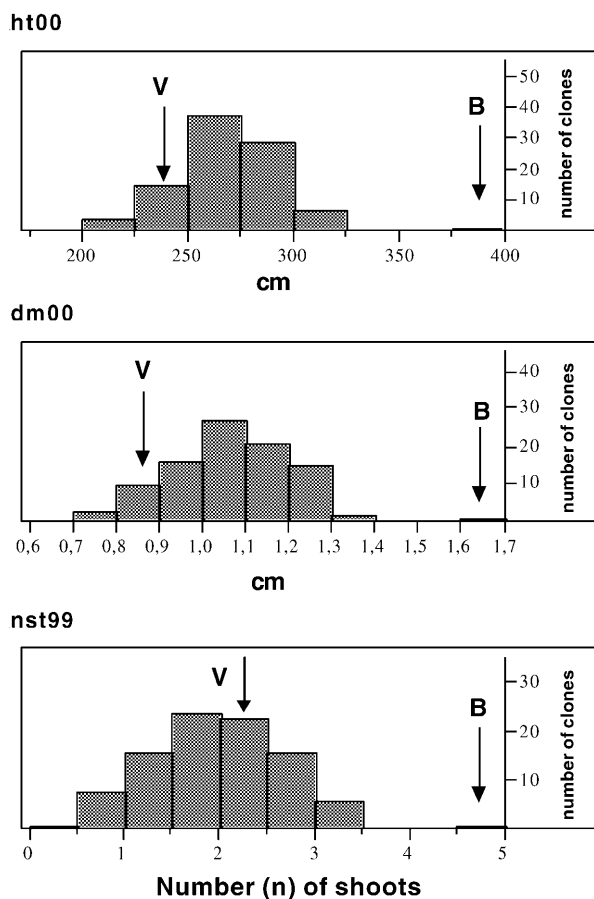 ht00
V
B
50
40
30
20
10
number of clones
200 250 300 350 400
cm
dm00
V
B
40
30
20
10
number of clones
0,6 0,7 0,8 0,9 1,0 1,1 1,2 1,3 1,4 1,5 1,6 1,7
cm
nst99
V
B
30
20
10
number of clones
0 1 2 3 4 5
Number (n) of shoots